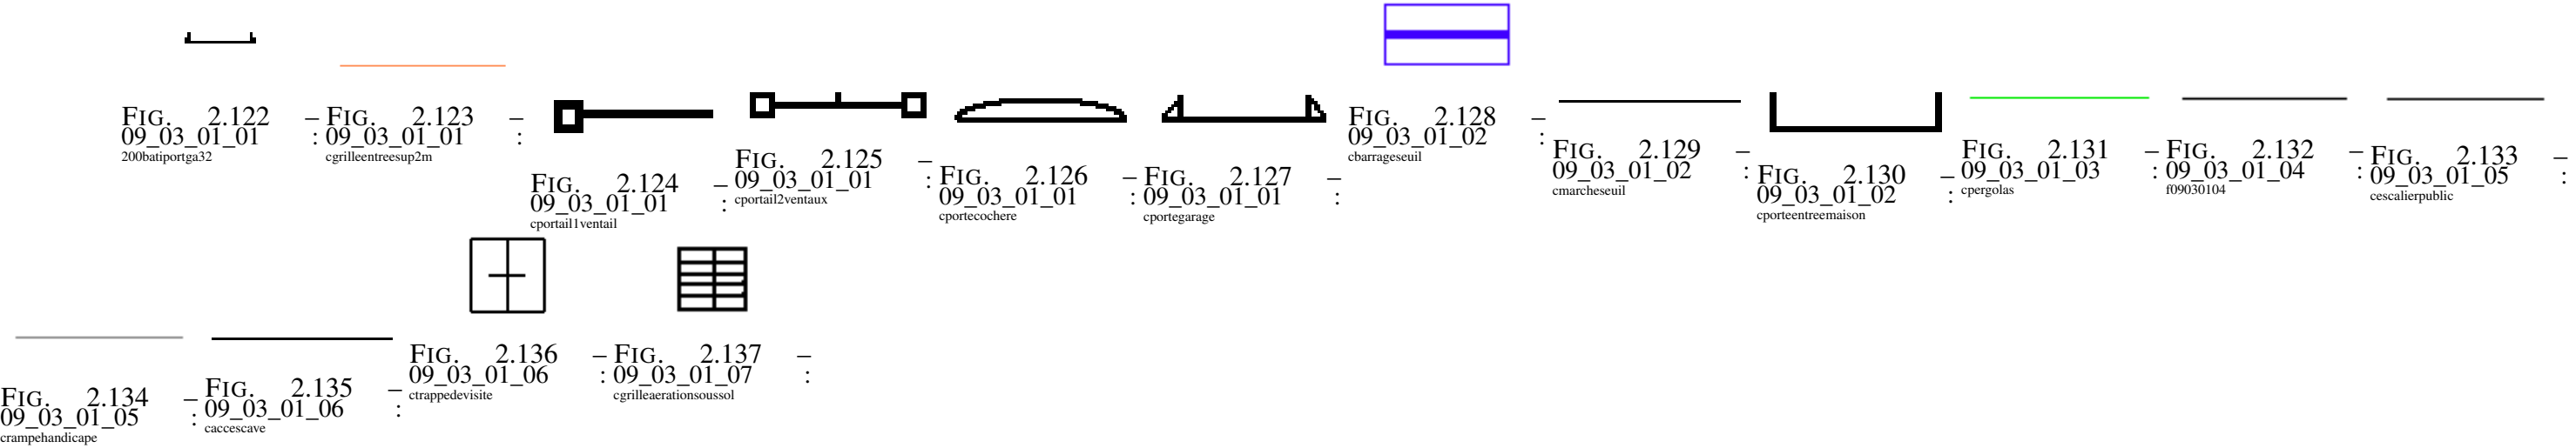 FIG. 2.122 –
09_03_01_01 :
200batiportga32
FIG. 2.123 –
09_03_01_01 :
cgrilleentreesup2m
FIG. 2.124 –
09_03_01_01 :
cportail1ventail
FIG. 2.125 –
09_03_01_01 :
cportail2ventaux
FIG. 2.126 –
09_03_01_01 :
cportecochere
FIG. 2.127 –
09_03_01_01 :
cportegarage
FIG. 2.128 –
09_03_01_02 :
cbarrageseuil
FIG. 2.129 –
09_03_01_02 :
cmarcheseuil
FIG. 2.130 –
09_03_01_02 :
cporteentreemaison
FIG. 2.131 –
09_03_01_03 :
cpergolas
FIG. 2.132 –
09_03_01_04 :
f09030104
FIG. 2.133 –
09_03_01_05 :
cescalierpublic
FIG. 2.134 –
09_03_01_05 :
crampehandicape
FIG. 2.135 –
09_03_01_06 :
caccescave
FIG. 2.136 –
09_03_01_06 :
ctrappedevisite
FIG. 2.137 –
09_03_01_07 :
cgrilleaerationsoussol